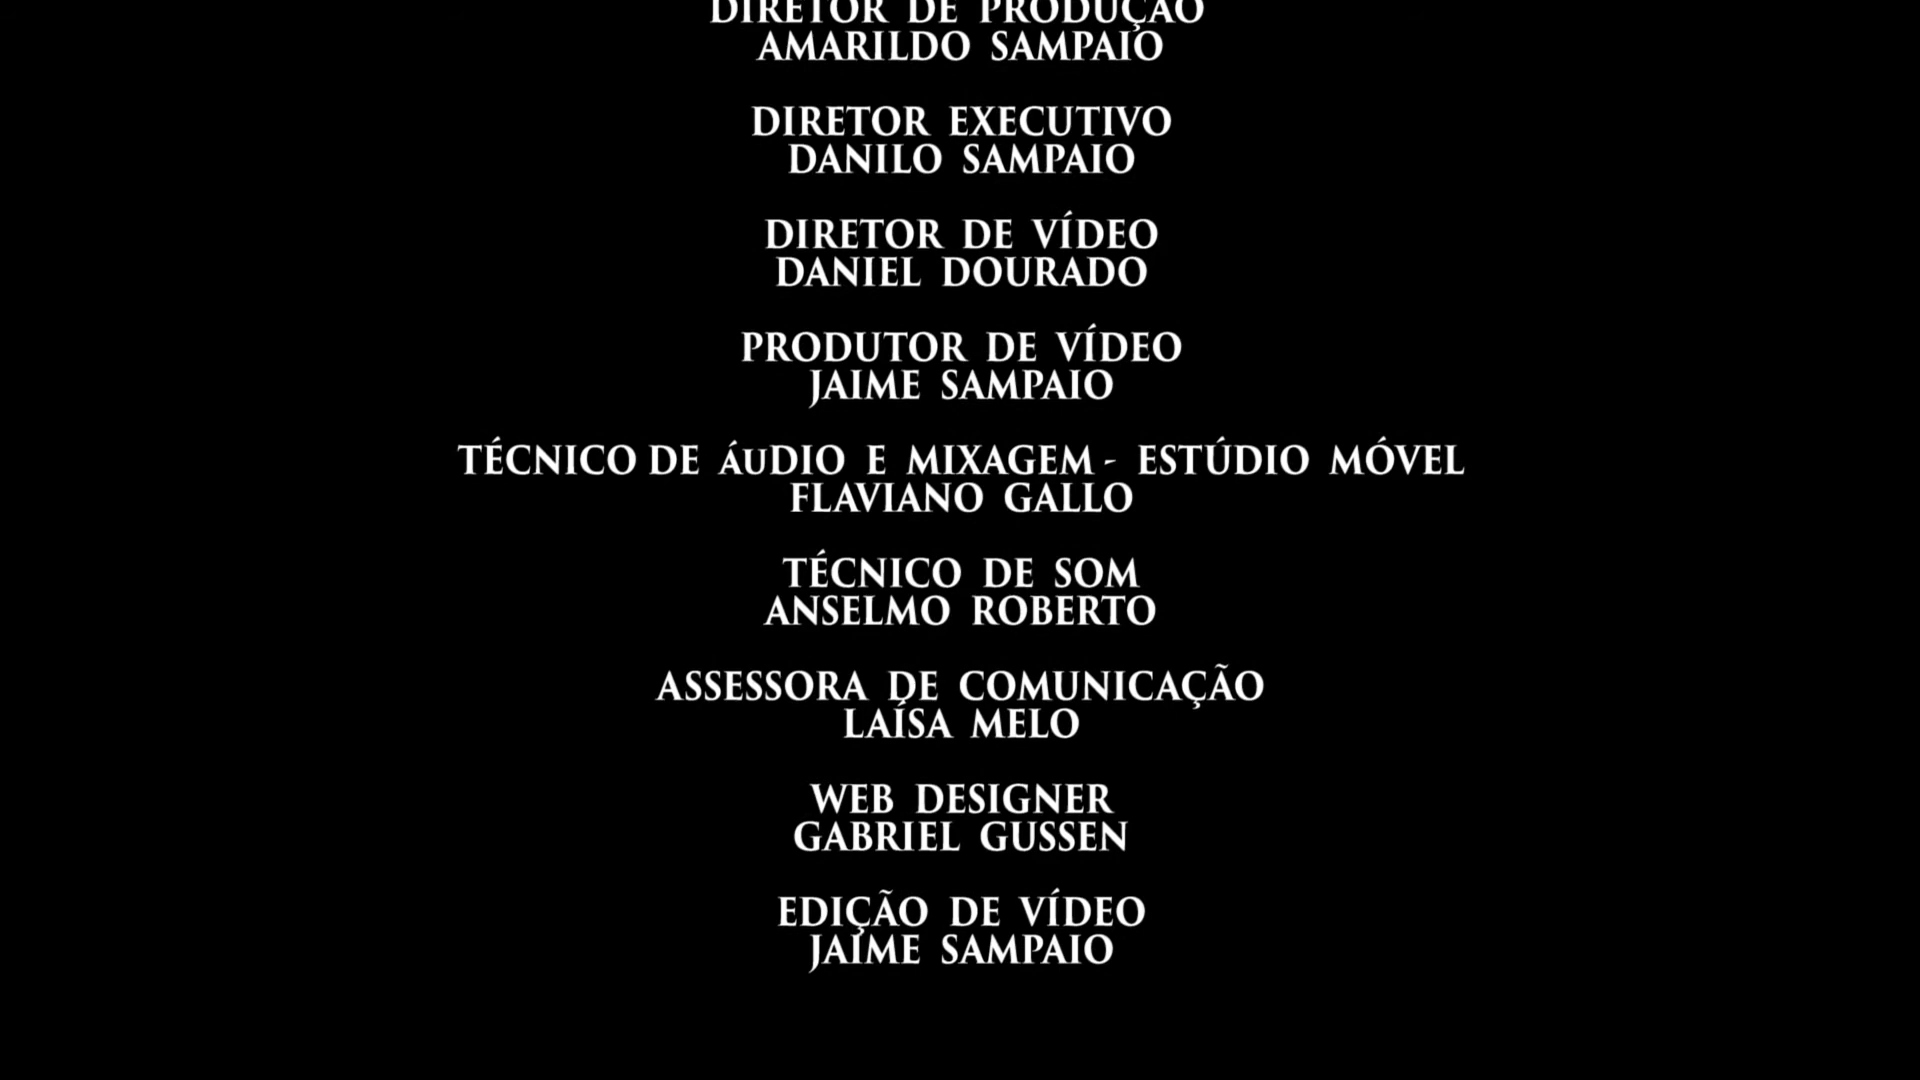 DIRETOR DE PRODUÇÃO
AMARILDO SAMPAIO
DIRETOR EXECUTIVO
DANILO SAMPAIO
DIRETOR DE VÍDEO
DANIEL DOURADO
PRODUTOR DE VÍDEO
JAIME SAMPAIO
TÉCNICO DE ÁUDIO E MIXAGEM - ESTÚDIO MÓVEL
FLAVIANO GALLO
TÉCNICO DE SOM
ANSELMO ROBERTO
ASSESSORA DE COMUNICAÇÃO
LAÍSA MELO
WEB DESIGNER
GABRIEL GUSSEN
EDIÇÃO DE VÍDEO
JAIME SAMPAIO